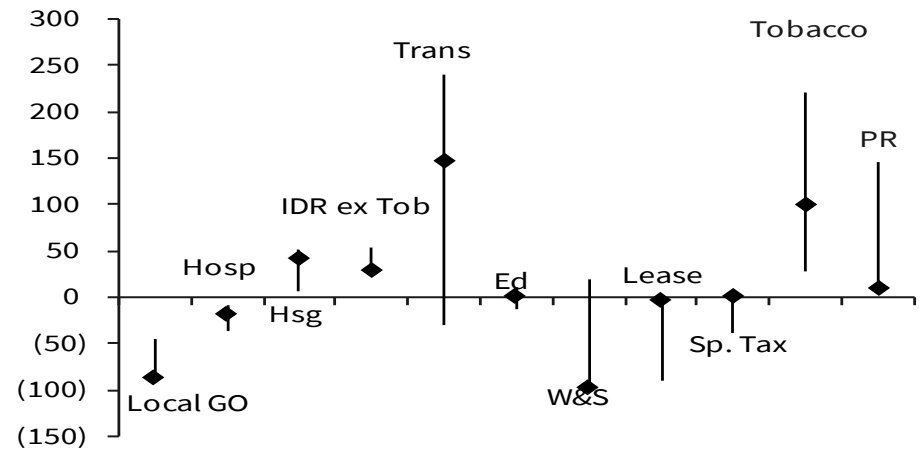 300
250
200
150
100
50
0
(50)
(100)
(150)
Tobacco
Trans
PR
IDR ex Tob
Hosp
Lease
Ed
Hsg
Sp. Tax
W&S
Local GO